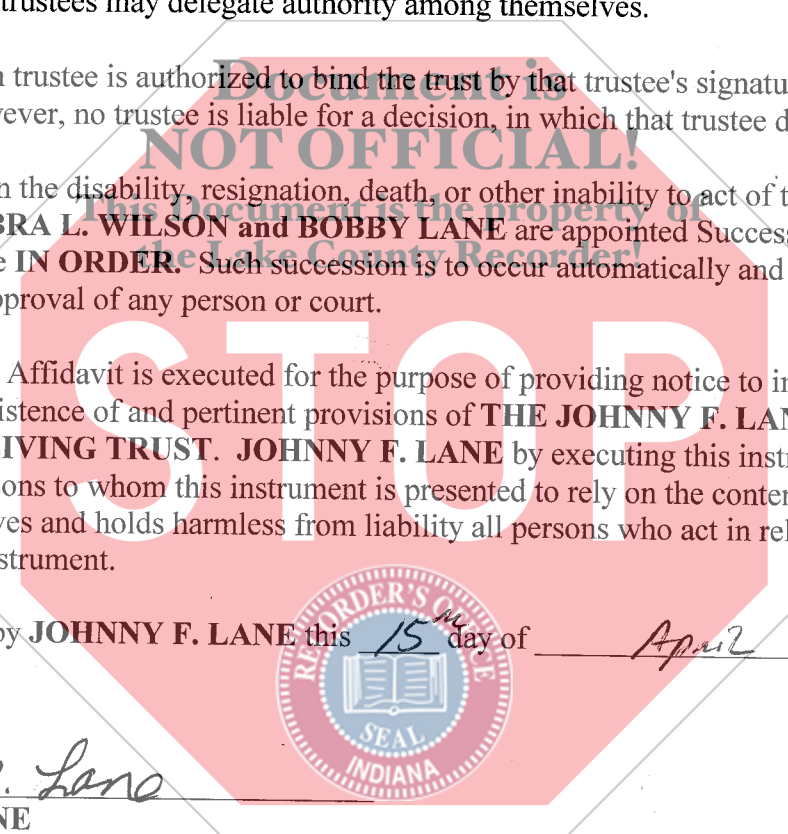 trustees may delegate authority among themselves.
trustee is authorized to bind the trust by that trustee's signatu
ever, no trustee is liable for a decision, in which that trustee d
n the disability, resignation, death, or other inability to act of t
BRA L. WILSON and BOBBY LANE are appointed Success
e IN ORDER. Such succession is to occur automatically and
pproval of any person or court.
Affidavit is executed for the purpose of providing notice to in
istence of and pertinent provisions of THE JOHNNY F. LAN
IVING TRUST. JOHNNY F. LANE by executing this instr
ons to whom this instrument is presented to rely on the conten
ves and holds harmless from liability all persons who act in rel
strument.
by JOHNNY F. LANE this 15th day of April
. Lane
NE
Document is
NOT OFFICIAL!
This Document is the property of
the Lake County Recorder!
STOP
RECORDER'S OFFICE
SEAL
INDIANA